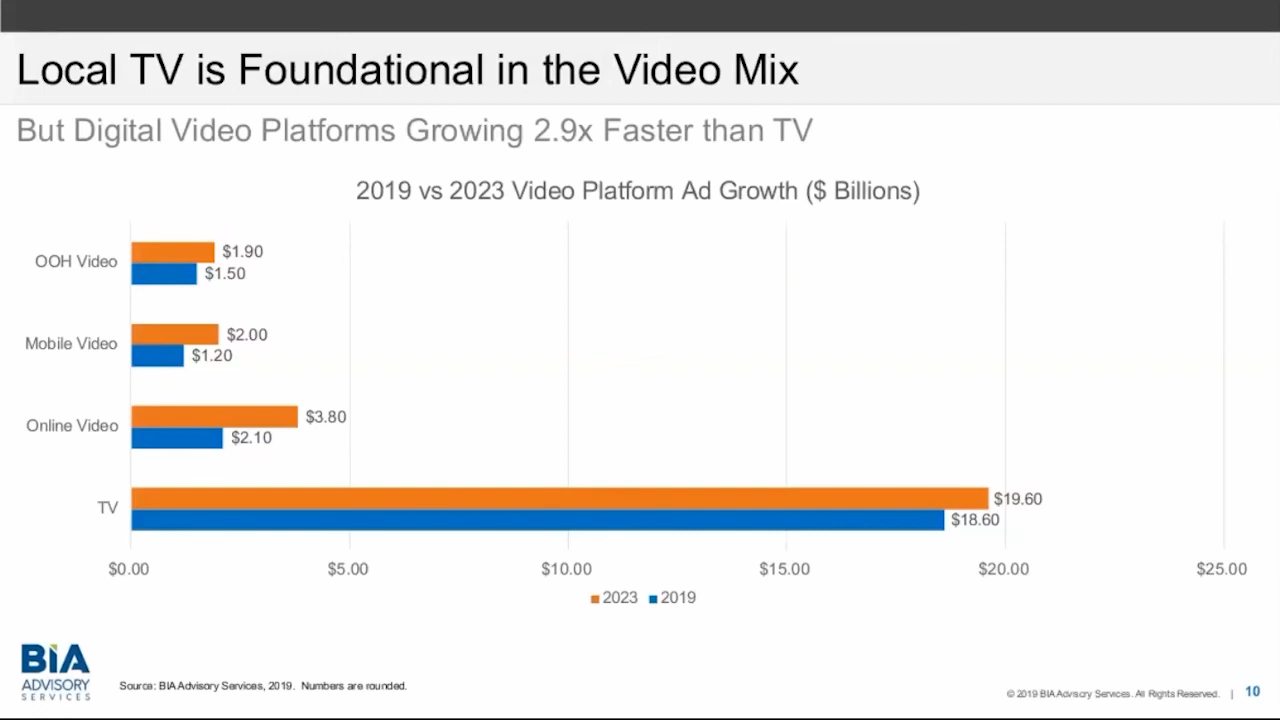 Local TV is Foundational in the Video Mix
But Digital Video Platforms Growing 2.9x Faster than TV
2019 vs 2023 Video Platform Ad Growth ($ Billions)
OOH Video
$1.90
$1.50
Mobile Video
$2.00
$1.20
Online Video
$3.80
$2.10
TV
$19.60
$18.60
$0.00 $5.00 $10.00 $15.00 $20.00 $25.00
2023 2019
BIA
ADVISORY
SERVICES
Source: BIA Advisory Services, 2019. Numbers are rounded.
© 2019 BIA Advisory Services. All Rights Reserved. | 10